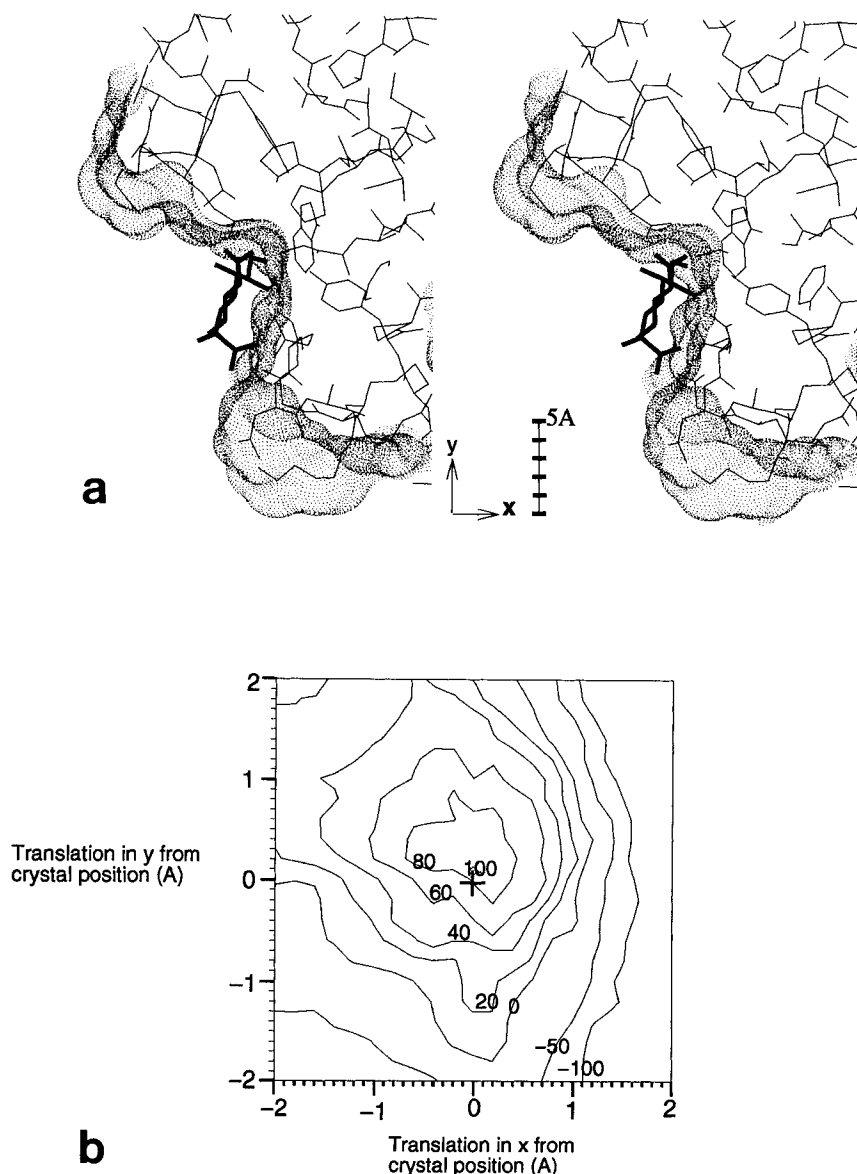 5A
y
x
a
2
1
0
-1
-2
Translation in y from
crystal position (A)
80
100
60
40
20
0
-50
-100
-2
-1
0
1
2
Translation in x from
crystal position (A)
b